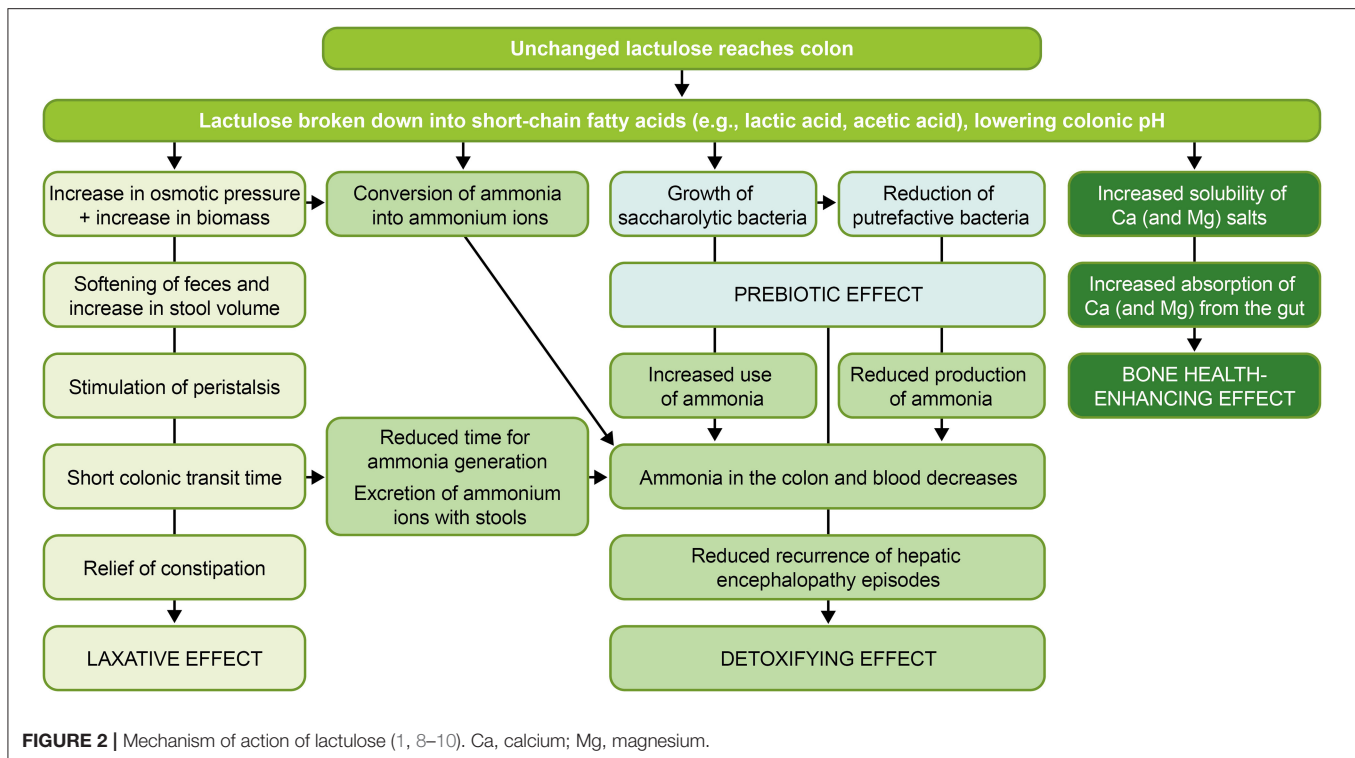 Unchanged lactulose reaches colon
Lactulose broken down into short-chain fatty acids (e.g., lactic acid, acetic acid), lowering colonic pH
Increase in osmotic pressure
+ increase in biomass
Conversion of ammonia
into ammonium ions
Growth of
saccharolytic bacteria
Reduction of
putrefactive bacteria
Increased solubility of
Ca (and Mg) salts
Softening of feces and
increase in stool volume
PREBIOTIC EFFECT
Increased absorption of
Ca (and Mg) from the gut
Stimulation of peristalsis
Increased use
of ammonia
Reduced production
of ammonia
BONE HEALTH-
ENHANCING EFFECT
Short colonic transit time
Reduced time for
ammonia generation
Excretion of ammonium
ions with stools
Ammonia in the colon and blood decreases
Relief of constipation
Reduced recurrence of hepatic
encephalopathy episodes
LAXATIVE EFFECT
DETOXIFYING EFFECT
FIGURE 2 | Mechanism of action of lactulose (1, 8–10). Ca, calcium; Mg, magnesium.